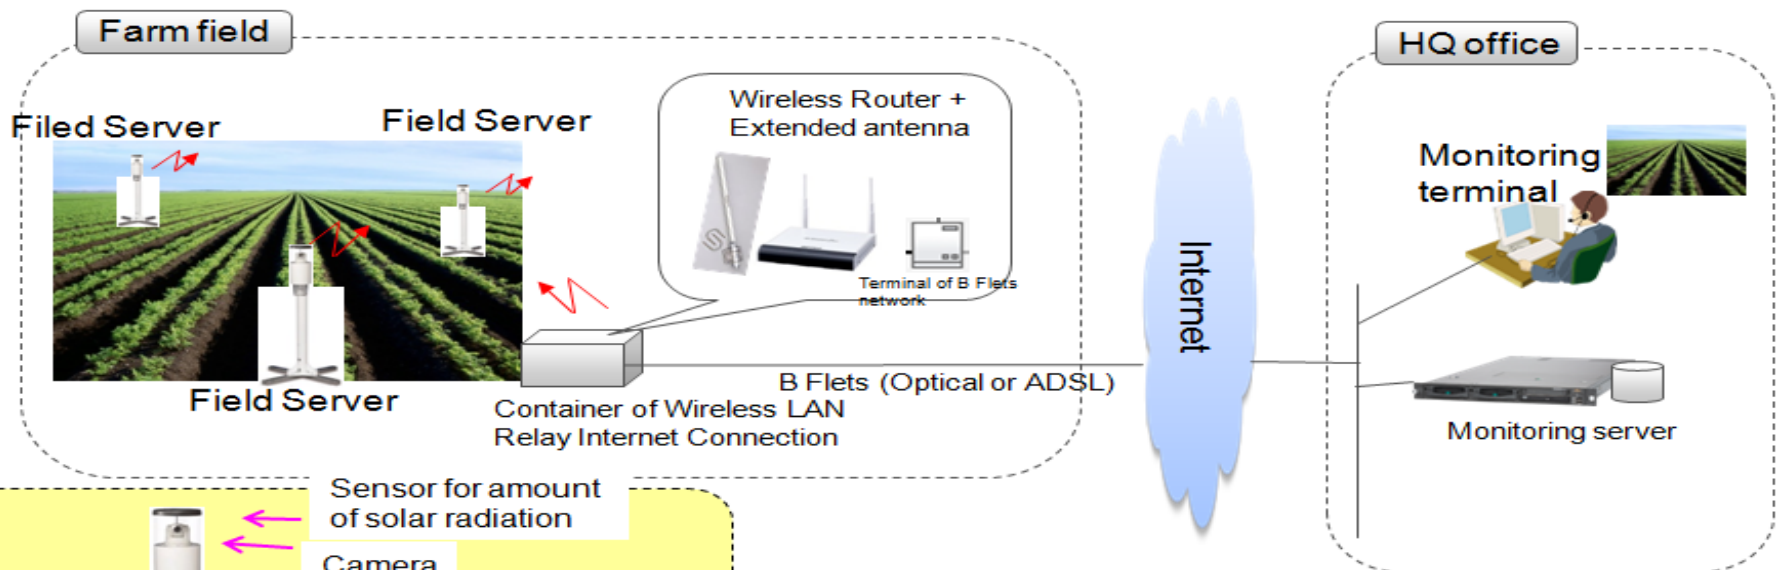 Farm field
HQ office
Filed Server
Field Server
Wireless Router +
Extended antenna
Terminal of B Flets
network
Monitoring
terminal
Internet
Field Server
B Flets (Optical or ADSL)
Container of Wireless LAN
Relay Internet Connection
Monitoring server
Sensor for amount
of solar radiation
Camera